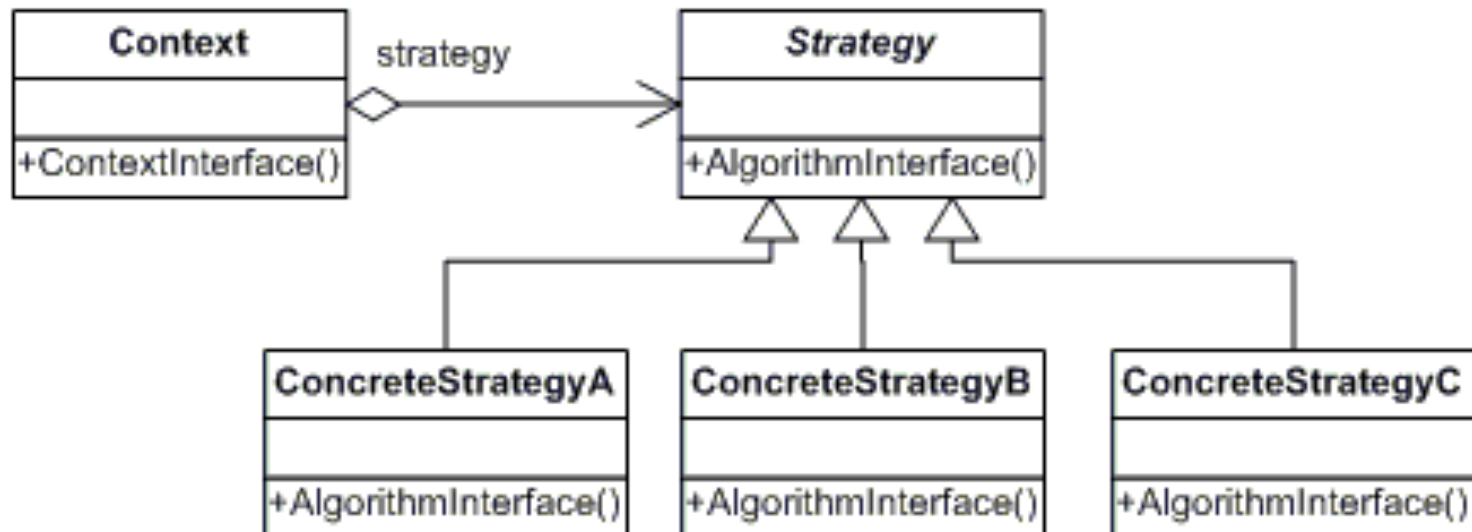 Context
strategy
Strategy
+ContextInterface()
+AlgorithmInterface()
ConcreteStrategyA
ConcreteStrategyB
ConcreteStrategyC
+AlgorithmInterface()
+AlgorithmInterface()
+AlgorithmInterface()